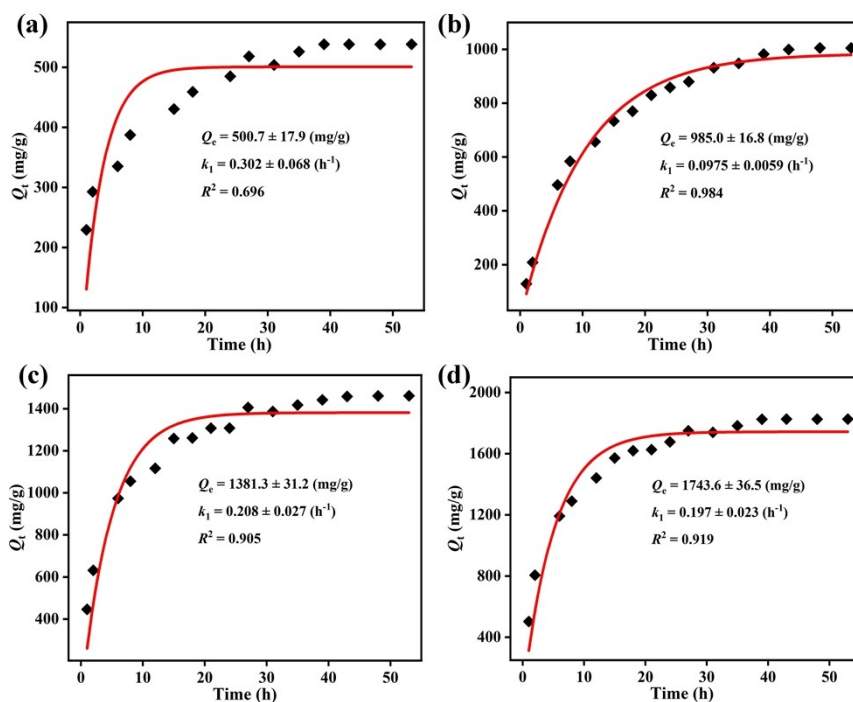 (a)
500
400
300
200
100
Qt (mg/g)
Qe = 500.7 ± 17.9 (mg/g)
k1 = 0.302 ± 0.068 (h-1)
R2 = 0.696
0 10 20 30 40 50
Time (h)
(b)
1000
800
600
400
200
Qt (mg/g)
Qe = 985.0 ± 16.8 (mg/g)
k1 = 0.0975 ± 0.0059 (h-1)
R2 = 0.984
0 10 20 30 40 50
Time (h)
(c)
1400
1200
1000
800
600
400
Qt (mg/g)
Qe = 1381.3 ± 31.2 (mg/g)
k1 = 0.208 ± 0.027 (h-1)
R2 = 0.905
0 10 20 30 40 50
Time (h)
(d)
2000
1600
1200
800
400
Qt (mg/g)
Qe = 1743.6 ± 36.5 (mg/g)
k1 = 0.197 ± 0.023 (h-1)
R2 = 0.919
0 10 20 30 40 50
Time (h)